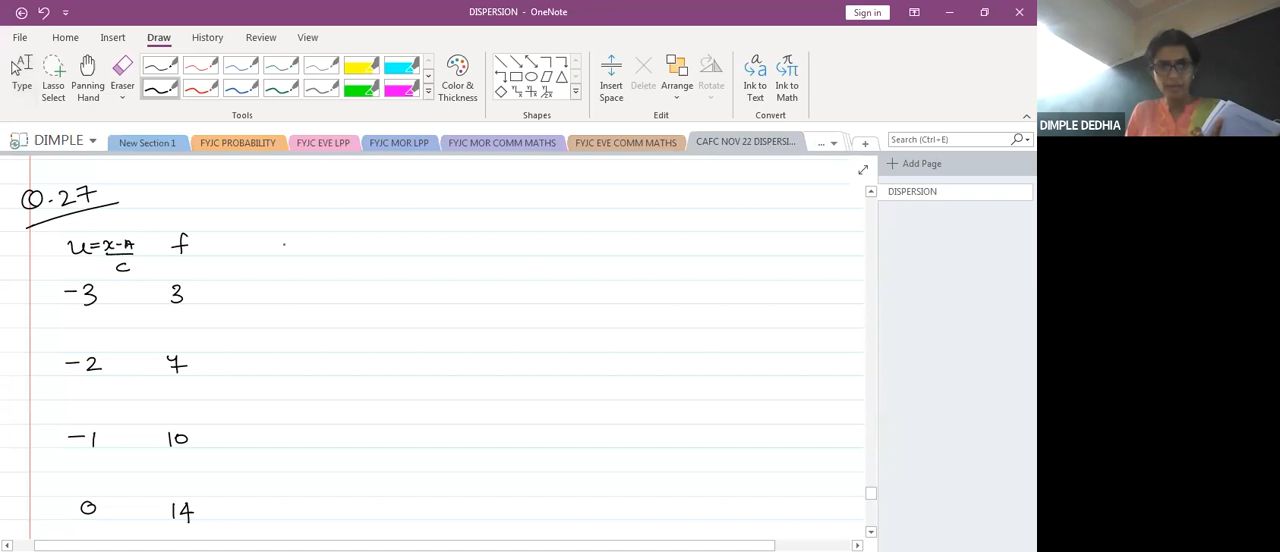 DISPERSION - OneNote
Sign in
File Home Insert Draw History Review View
Type
Lasso Select
Panning Hand
Eraser
Color & Thickness
Insert Space
Delete
Arrange
Rotate
Ink to Text
Ink to Math
Tools
Shapes
Edit
Convert
DIMPLE
New Section 1
FYJC PROBABILITY
FYJC EVE LPP
FYJC MOR LPP
FYJC MOR COMM MATHS
FYJC EVE COMM MATHS
CAFC NOV 22 DISPERSI...
Search (Ctrl+E)
Add Page
DISPERSION
DIMPLE DEDHIA
Q.27
u=x-A/C f
-3 3
-2 7
-1 10
0 14